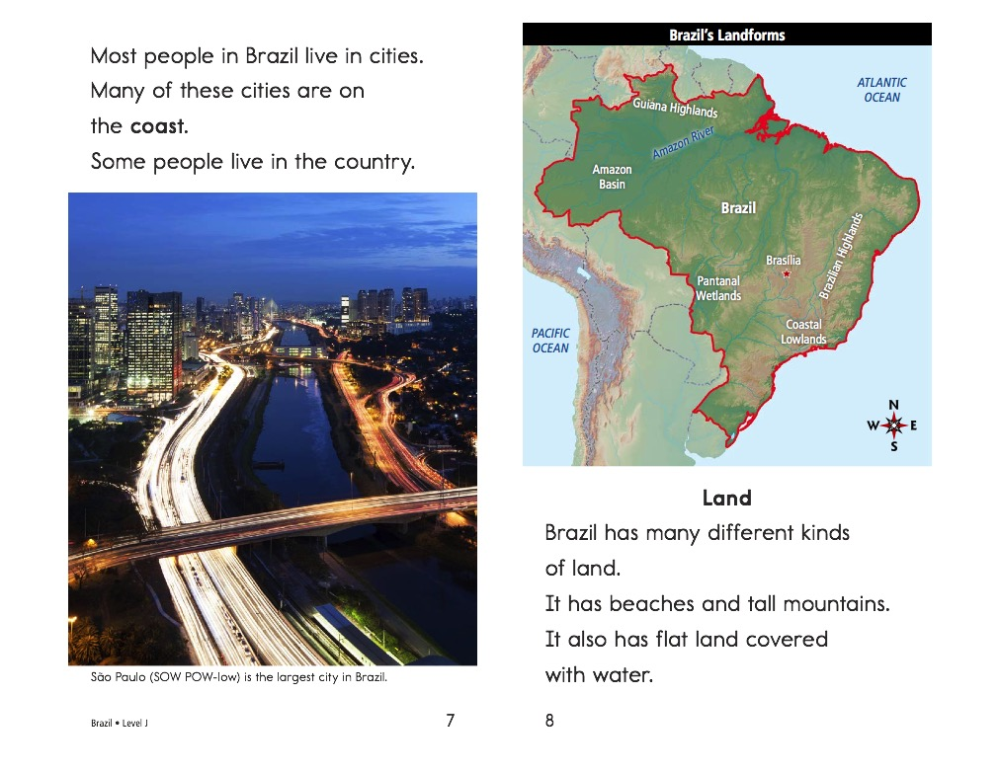 Most people in Brazil live in cities.
Many of these cities are on
the coast.
Some people live in the country.
São Paulo (SOW POW-low) is the largest city in Brazil.
Brazil • Level J
7
Brazil's Landforms
ATLANTIC
OCEAN
Guiana Highlands
Amazon River
Amazon
Basin
Brazil
Brasília
Brazilian Highlands
Pantanal
Wetlands
Coastal
Lowlands
PACIFIC
OCEAN
N
W E
S
Land
Brazil has many different kinds
of land.
It has beaches and tall mountains.
It also has flat land covered
with water.
8